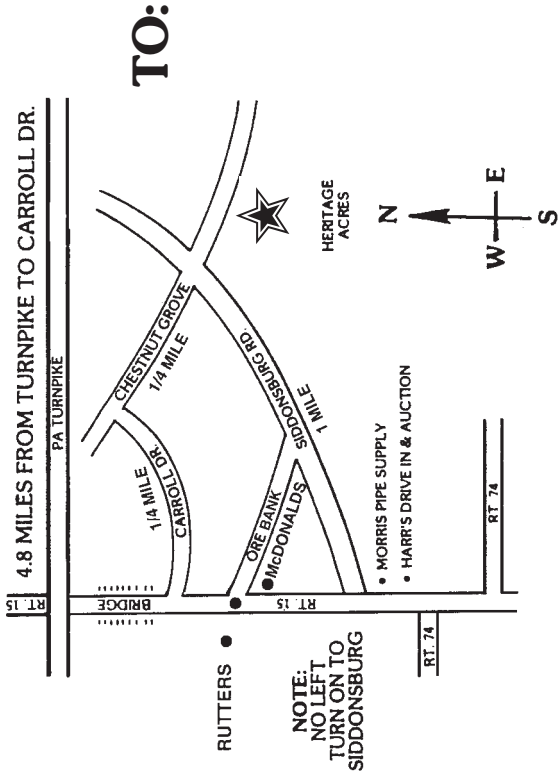 4.8 MILES FROM TURNPIKE TO CARROLL DR.
TO:
RT. 15
PA TURNPIKE
BRIDGE
1/4 MILE
CARROLL DR.
CHESTNUT GROVE
1/4 MILE
RUTTERS
ORE BANK
McDONALDS
SIDDONSBURG RD.
1 MILE
HERITAGE
ACRES
RT. 15
NOTE:
NO LEFT
TURN ON TO
SIDDONSBURG
MORRIS PIPE SUPPLY
HARR'S DRIVE IN & AUCTION
RT. 74
RT. 74
N
W
E
S